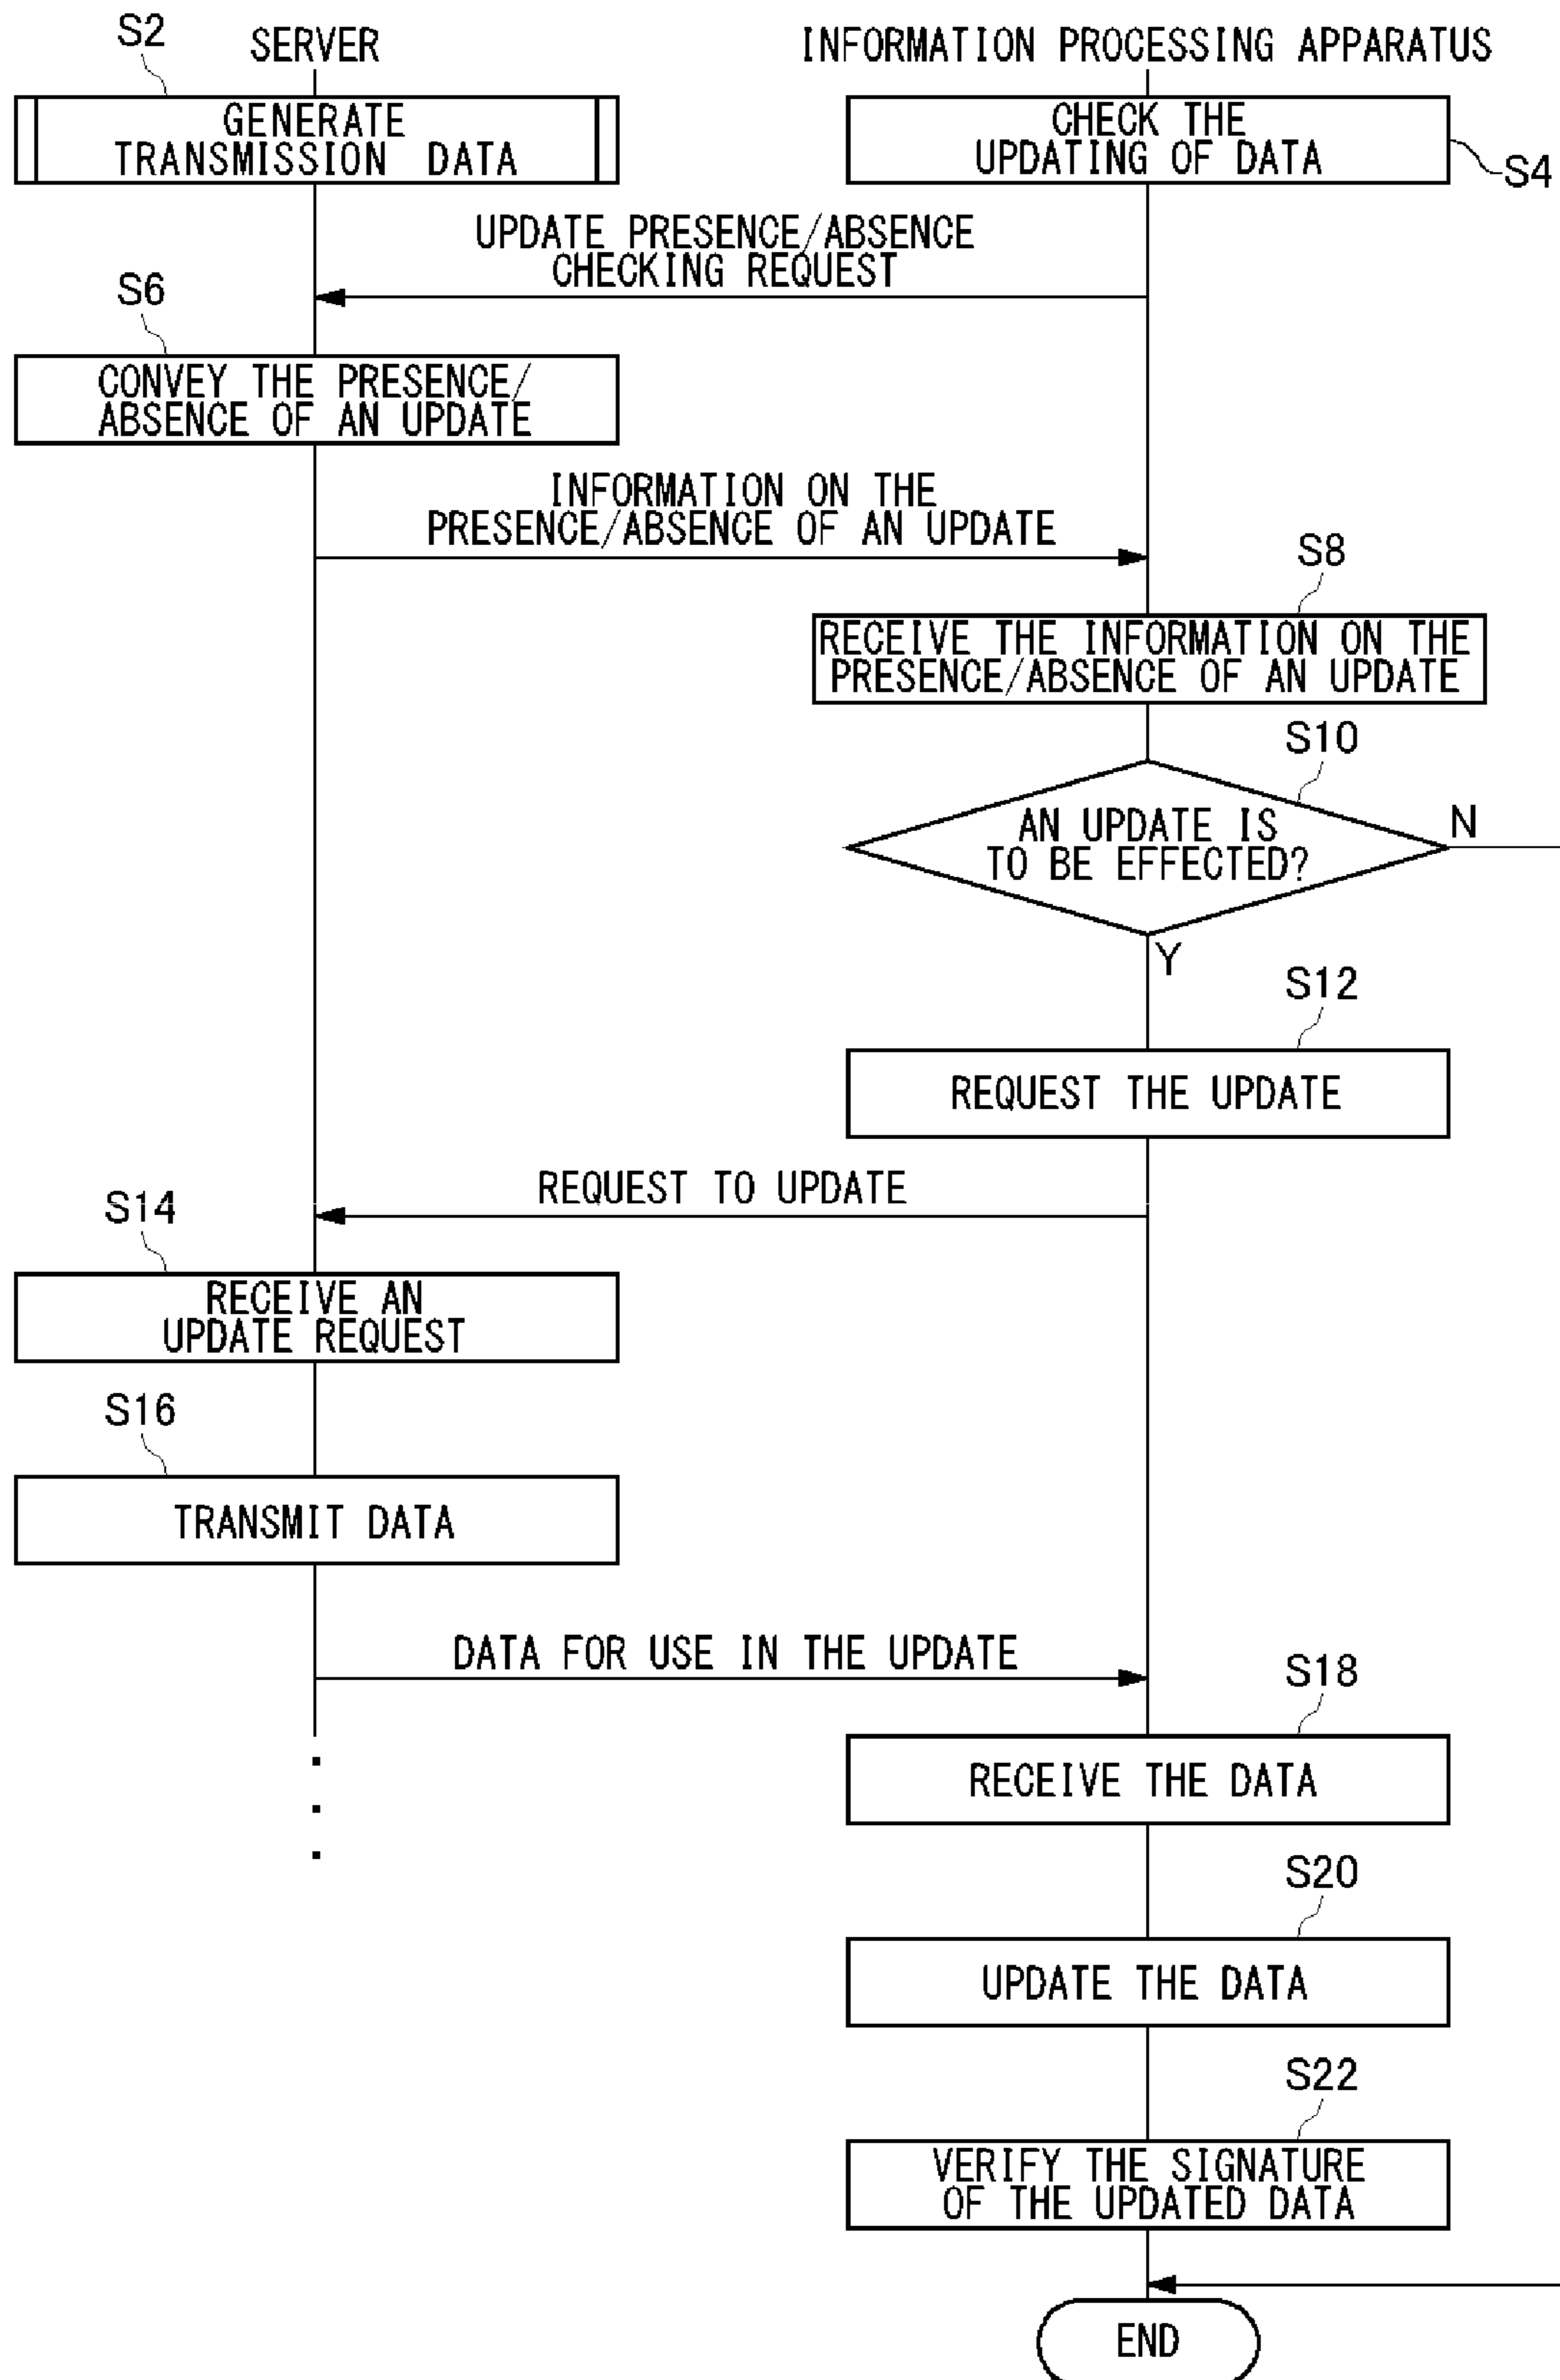 S2
SERVER
INFORMATION PROCESSING APPARATUS
GENERATE
TRANSMISSION DATA
CHECK THE
UPDATING OF DATA
S4
UPDATE PRESENCE/ABSENCE
CHECKING REQUEST
S6
CONVEY THE PRESENCE/
ABSENCE OF AN UPDATE
INFORMATION ON THE
PRESENCE/ABSENCE OF AN UPDATE
S8
RECEIVE THE INFORMATION ON THE
PRESENCE/ABSENCE OF AN UPDATE
S10
AN UPDATE IS
TO BE EFFECTED?
N
Y
S12
REQUEST THE UPDATE
REQUEST TO UPDATE
S14
RECEIVE AN
UPDATE REQUEST
S16
TRANSMIT DATA
DATA FOR USE IN THE UPDATE
S18
RECEIVE THE DATA
S20
UPDATE THE DATA
S22
VERIFY THE SIGNATURE
OF THE UPDATED DATA
END